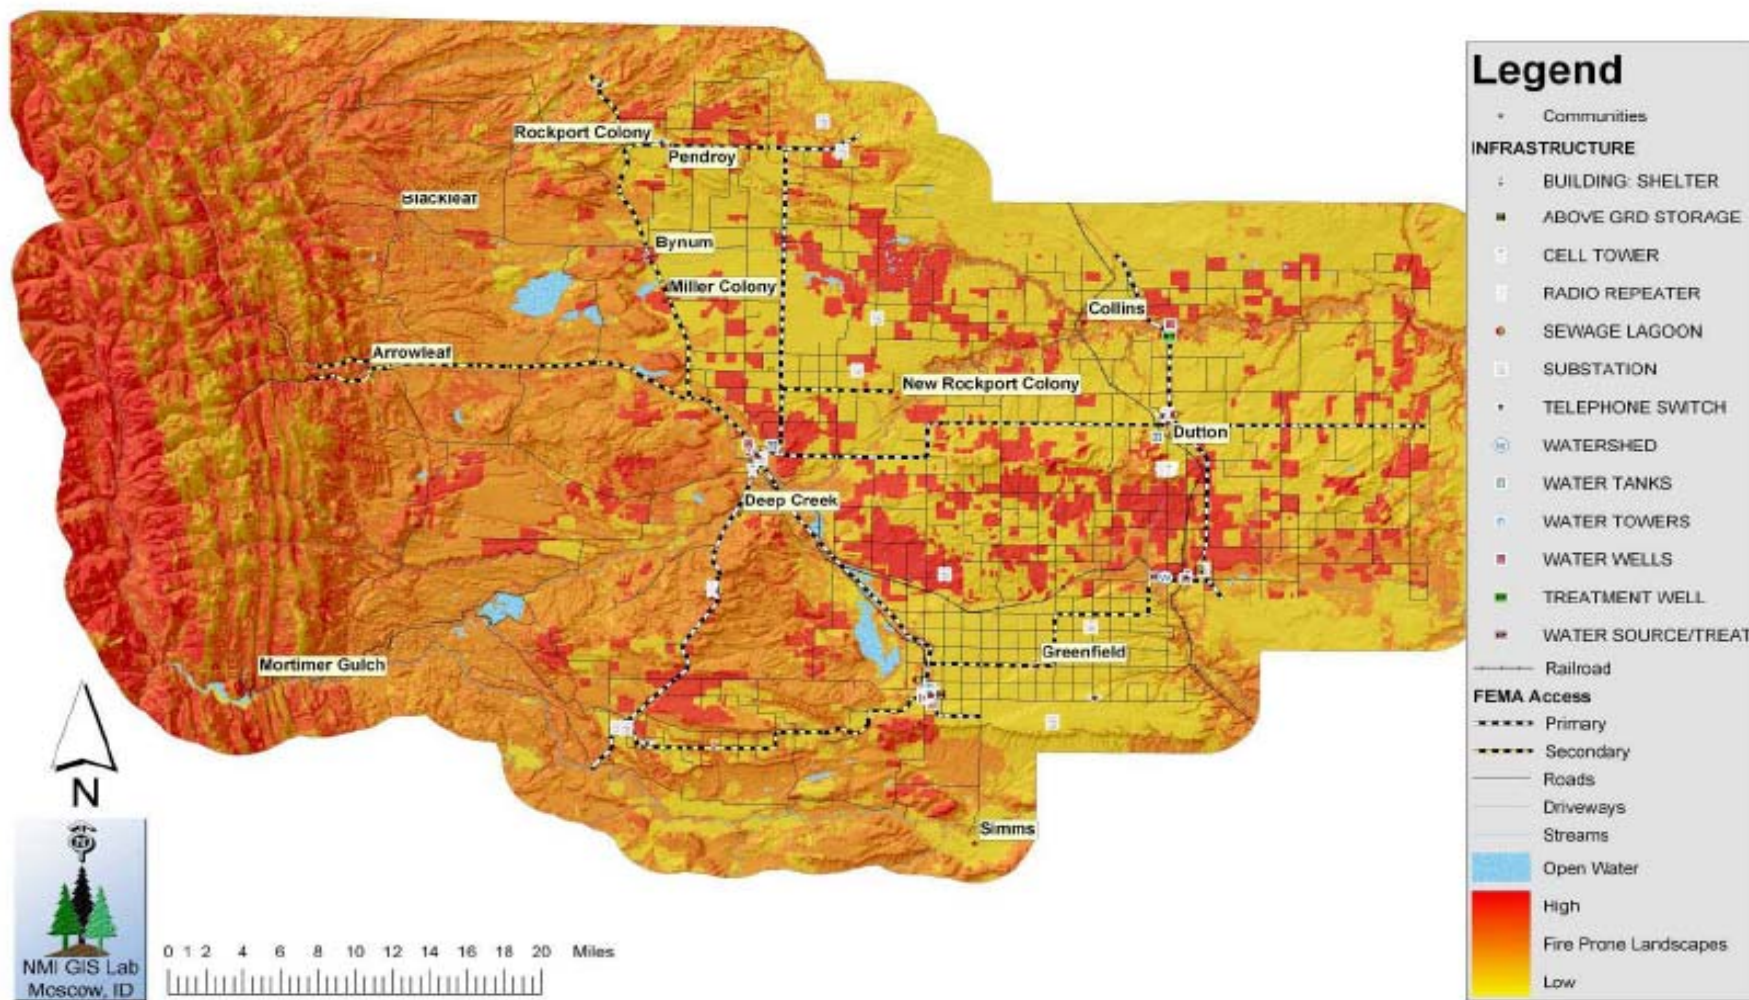 Rockport Colony
Pendroy
Blackleaf
Bynum
Miller Colony
Collins
Arrowleaf
New Rockport Colony
Dutton
Deep Creek
Mortimer Gulch
Greenfield
Simms
N
NMI GIS Lab
Moscow, ID
0 1 2 4 6 8 10 12 14 16 18 20 Miles
Legend
Communities
INFRASTRUCTURE
BUILDING: SHELTER
ABOVE GRD STORAGE
CELL TOWER
RADIO REPEATER
SEWAGE LAGOON
SUBSTATION
TELEPHONE SWITCH
WATERSHED
WATER TANKS
WATER TOWERS
WATER WELLS
TREATMENT WELL
WATER SOURCE/TREAT
Railroad
FEMA Access
Primary
Secondary
Roads
Driveways
Streams
Open Water
High
Fire Prone Landscapes
Low